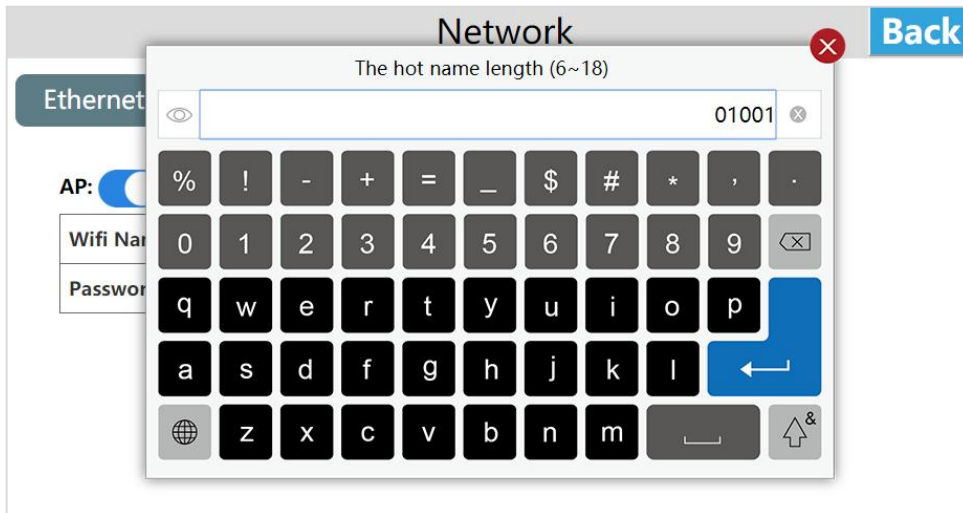 Network
Back
The hot name length (6~18)
Ethernet
01001
% ! - + = _ $ # * , .
AP:
Wifi Nar
0 1 2 3 4 5 6 7 8 9
Passwor
q w e r t y u i o p
a s d f g h j k l
z x c v b n m
&